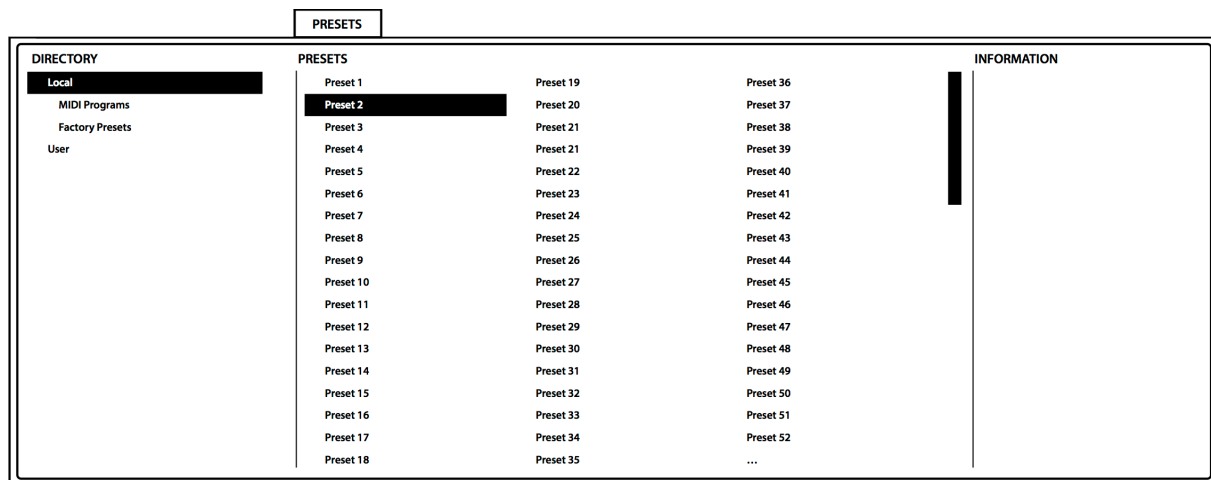 PRESETS
DIRECTORY
Local
MIDI Programs
Factory Presets
User
PRESETS
Preset 1
Preset 2
Preset 3
Preset 4
Preset 5
Preset 6
Preset 7
Preset 8
Preset 9
Preset 10
Preset 11
Preset 12
Preset 13
Preset 14
Preset 15
Preset 16
Preset 17
Preset 18
Preset 19
Preset 20
Preset 21
Preset 21
Preset 22
Preset 23
Preset 24
Preset 25
Preset 26
Preset 27
Preset 28
Preset 29
Preset 30
Preset 31
Preset 32
Preset 33
Preset 34
Preset 35
Preset 36
Preset 37
Preset 38
Preset 39
Preset 40
Preset 41
Preset 42
Preset 43
Preset 44
Preset 45
Preset 46
Preset 47
Preset 48
Preset 49
Preset 50
Preset 51
Preset 52
...
INFORMATION